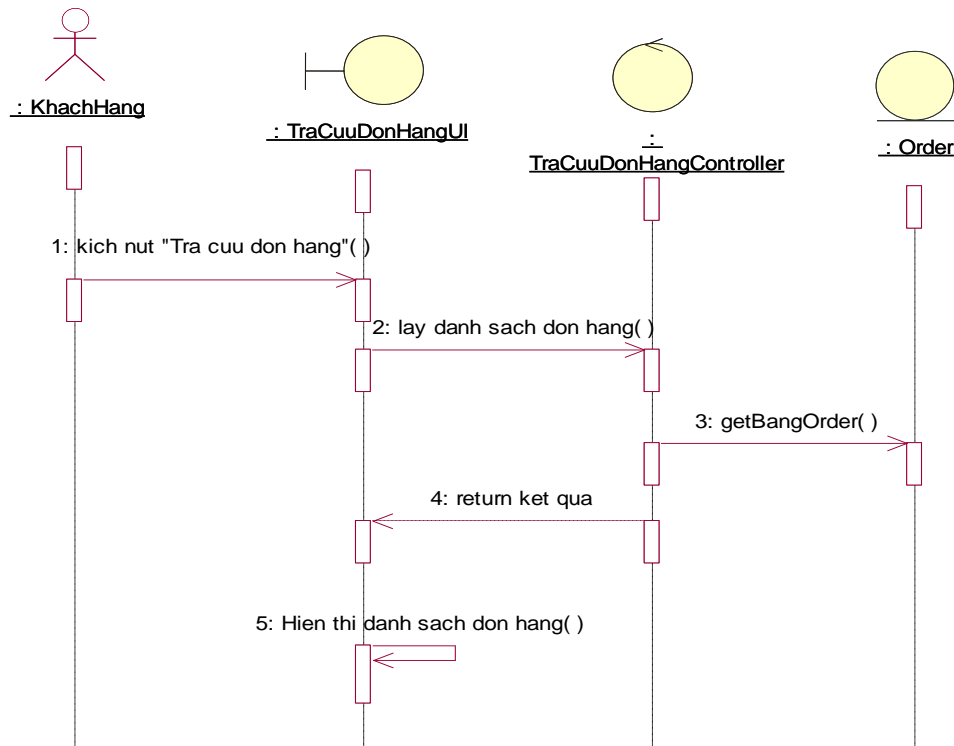 : KhachHang
: TraCuuDonHangUI
:
TraCuuDonHangController
: Order
1: kich nut "Tra cuu don hang"( )
2: lay danh sach don hang( )
3: getBangOrder( )
4: return ket qua
5: Hien thi danh sach don hang( )